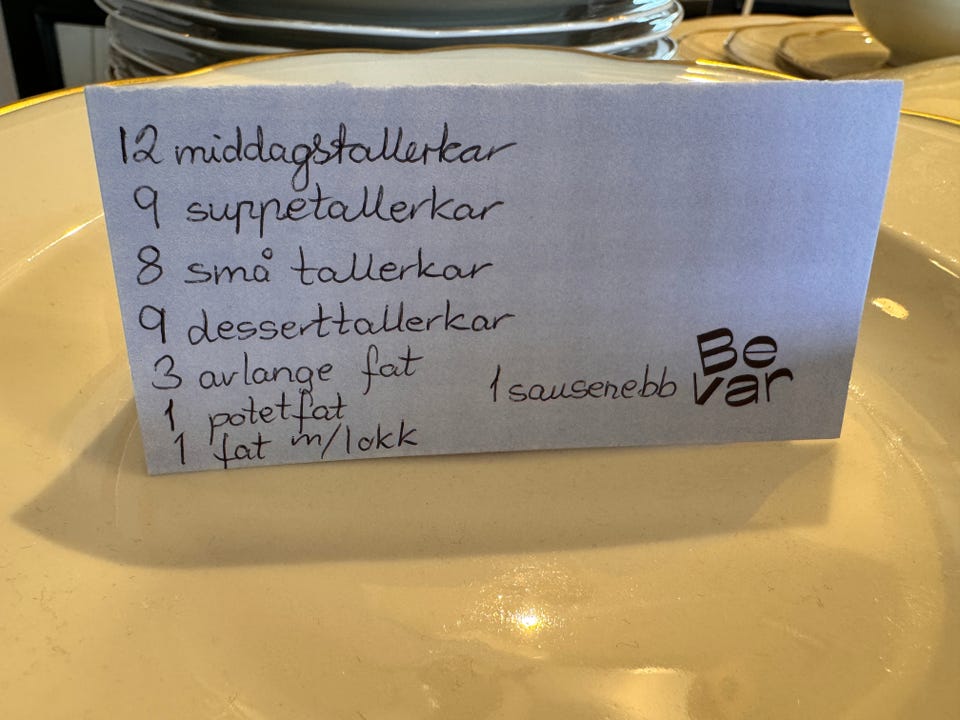 12 middagstallerkar
9 suppetallerkar
8 små tallerkar
9 desserttallerkar
3 avlange fat
1 potetfat
1 fat m/lokk
1 sausenebb
Be
var